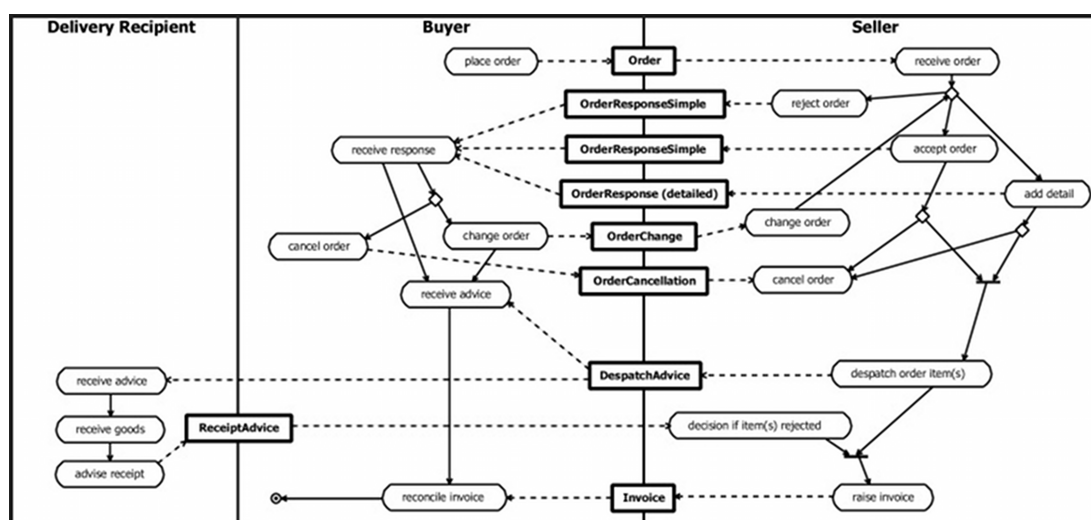 Delivery Recipient
Buyer
Seller
place order
Order
receive order
OrderResponseSimple
reject order
receive response
OrderResponseSimple
accept order
OrderResponse (detailed)
add detail
change order
OrderChange
change order
cancel order
OrderCancellation
cancel order
receive advice
receive advice
DespatchAdvice
despatch order item(s)
receive goods
ReceiptAdvice
decision if item(s) rejected
advise receipt
reconcile invoice
Invoice
raise invoice